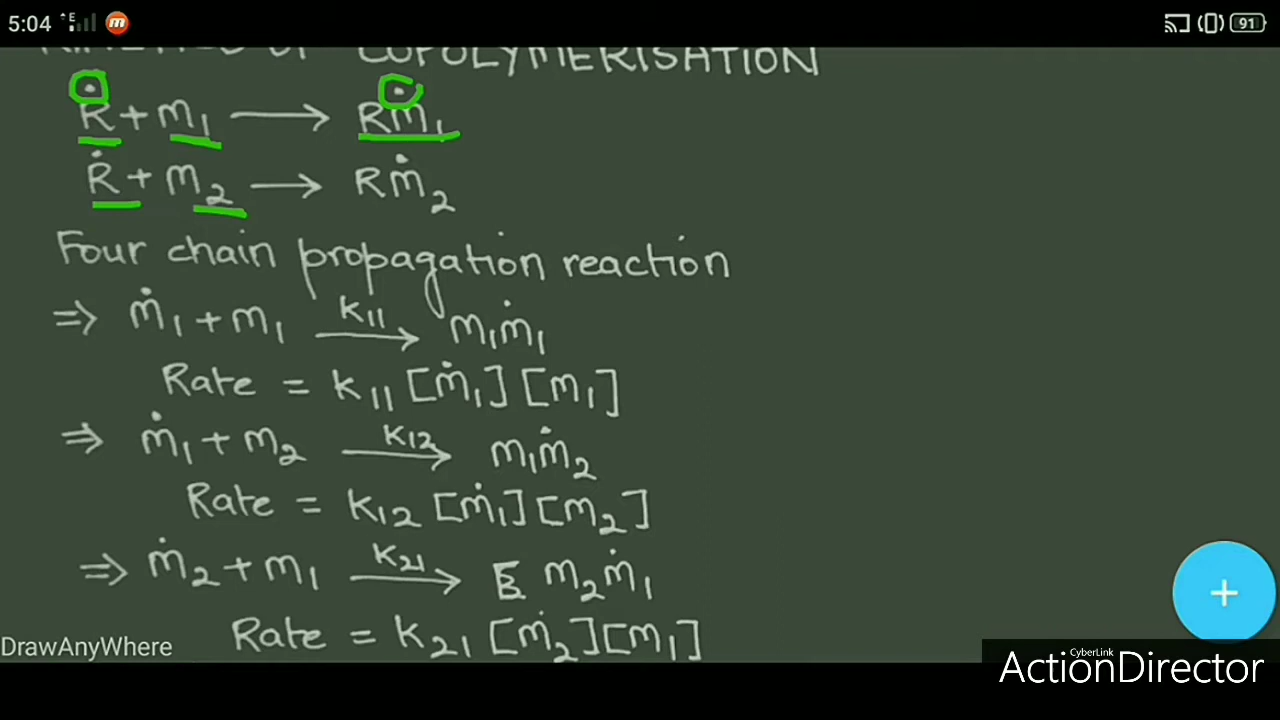 5:04 E m 91
KINETICS OF COPOLYMERISATION
Ṙ + m₁ ⟶ Rṁ₁
Ṙ + m₂ ⟶ Rṁ₂
Four chain propagation reaction
⇒ ṁ₁ + m₁ ⟶ K₁₁ m₁ṁ₁
Rate = K₁₁ [ṁ₁] [m₁]
⇒ ṁ₁ + m₂ ⟶ K₁₂ m₁ṁ₂
Rate = K₁₂ [ṁ₁] [m₂]
⇒ ṁ₂ + m₁ ⟶ K₂₁ m₂ṁ₁
Rate = K₂₁ [ṁ₂] [m₁]
+
DrawAnyWhere
CyberLink
ActionDirector